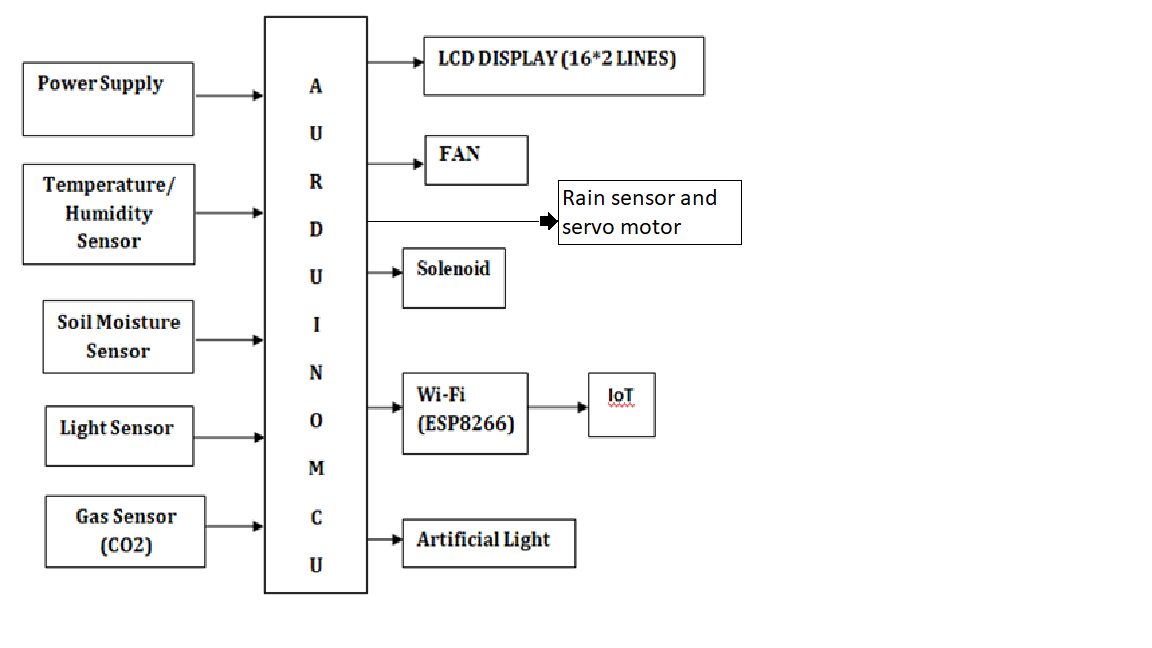 Power Supply
Temperature/
Humidity
Sensor
Soil Moisture
Sensor
Light Sensor
Gas Sensor
(CO2)
A
U
R
D
U
I
N
O
M
C
U
LCD DISPLAY (16*2 LINES)
FAN
Rain sensor and
servo motor
Solenoid
Wi-Fi
(ESP8266)
IoT
Artificial Light